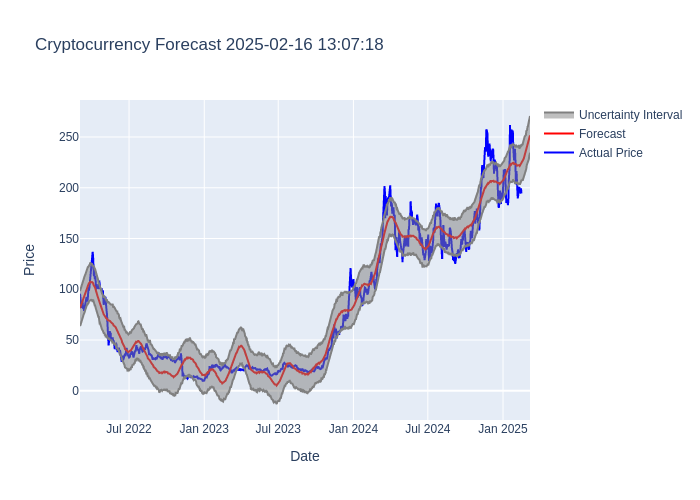 Cryptocurrency Forecast 2025-02-16 13:07:18
Uncertainty Interval
Forecast
Actual Price
Price
250
200
150
100
50
0
Jul 2022
Jan 2023
Jul 2023
Jan 2024
Jul 2024
Jan 2025
Date